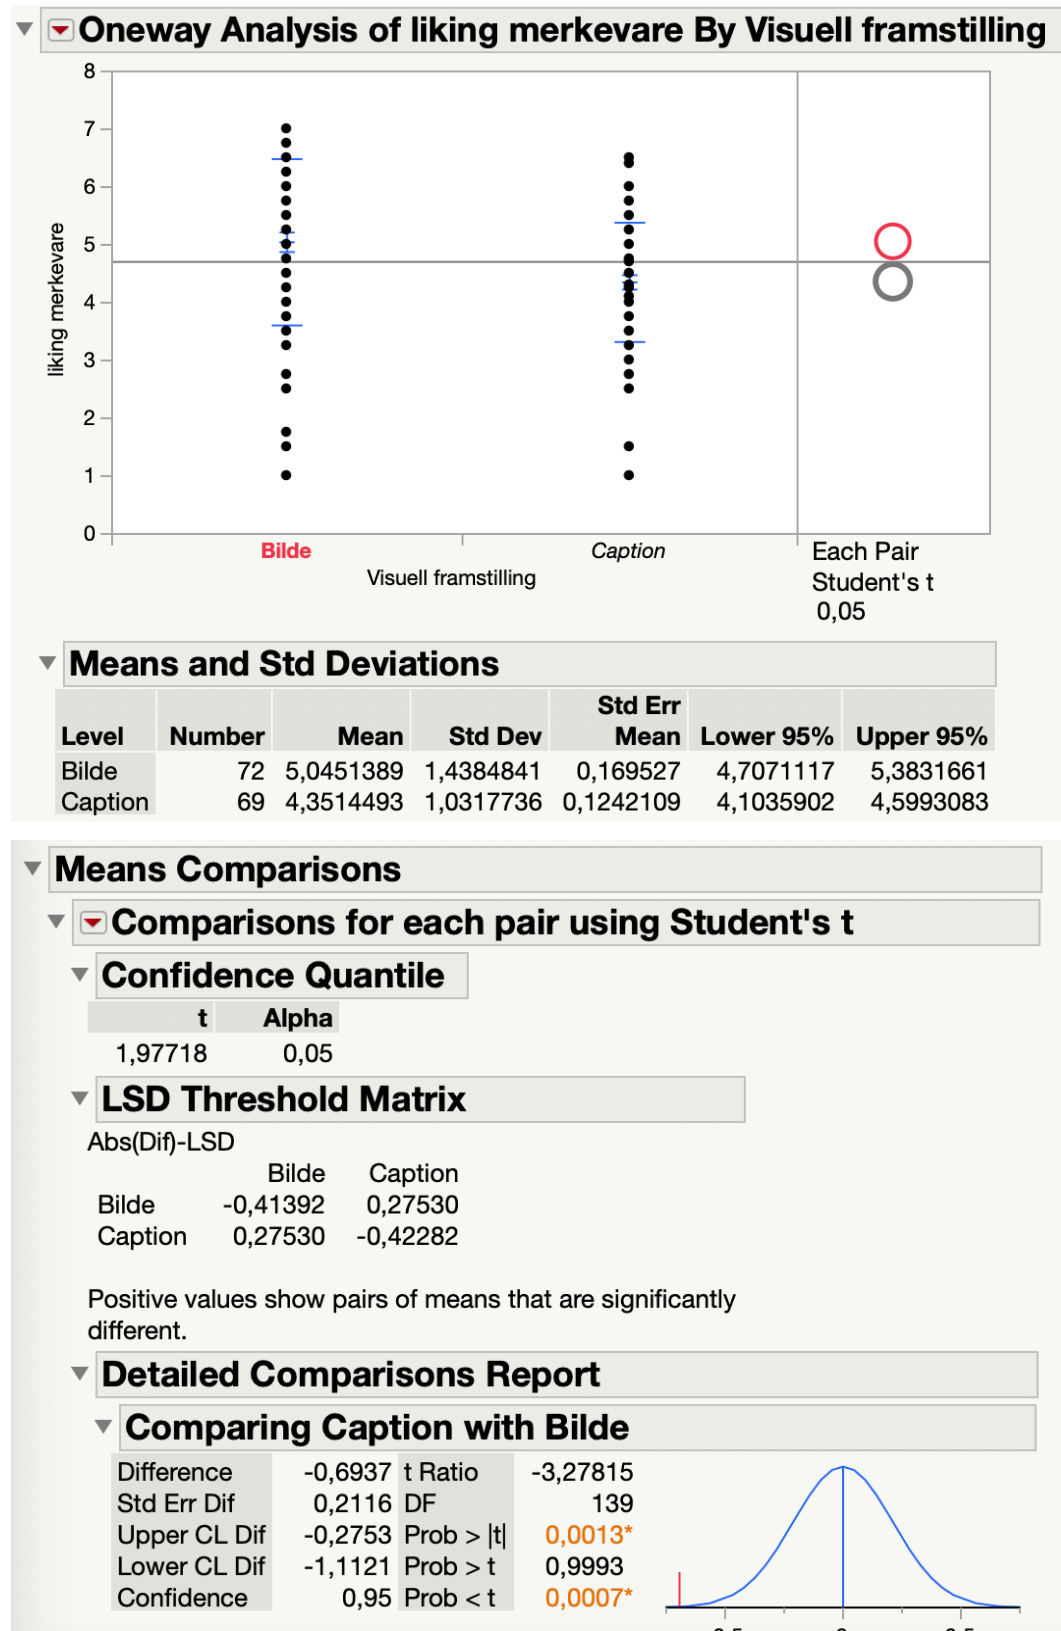 Oneway Analysis of liking merkevare By Visuell framstilling
8
7
6
5
4
3
2
1
0
liking merkevare
Bilde Caption
Visuell framstilling
Each Pair
Student's t
0,05
Means and Std Deviations
Level Number Mean Std Dev Std Err Mean Lower 95% Upper 95%
Bilde 72 5,0451389 1,4384841 0,169527 4,7071117 5,3831661
Caption 69 4,3514493 1,0317736 0,1242109 4,1035902 4,5993083
Means Comparisons
Comparisons for each pair using Student's t
Confidence Quantile
t Alpha
1,97718 0,05
LSD Threshold Matrix
Abs(Dif)-LSD
Bilde Caption
Bilde -0,41392 0,27530
Caption 0,27530 -0,42282
Positive values show pairs of means that are significantly
different.
Detailed Comparisons Report
Comparing Caption with Bilde
Difference -0,6937 t Ratio -3,27815
Std Err Dif 0,2116 DF 139
Upper CL Dif -0,2753 Prob > |t| 0,0013*
Lower CL Dif -1,1121 Prob > t 0,9993
Confidence 0,95 Prob < t 0,0007*